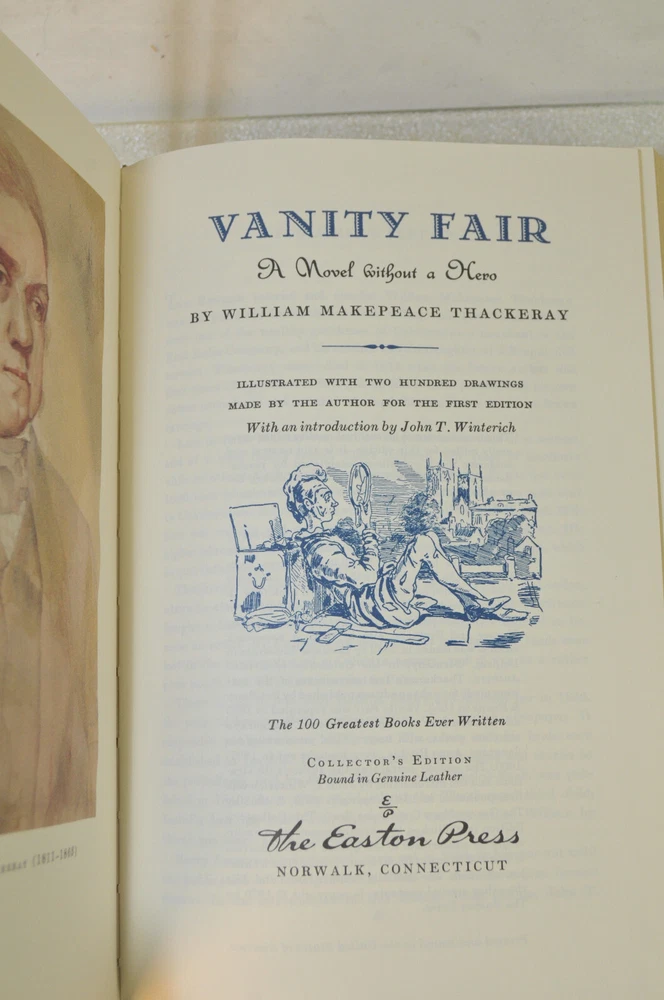 VANITY FAIR
A Novel without a Hero
BY WILLIAM MAKEPEACE THACKERAY
ILLUSTRATED WITH TWO HUNDRED DRAWINGS
MADE BY THE AUTHOR FOR THE FIRST EDITION
With an introduction by John T. Winterich
The 100 Greatest Books Ever Written
COLLECTOR'S EDITION
Bound in Genuine Leather
E
P
The Easton Press
NORWALK, CONNECTICUT